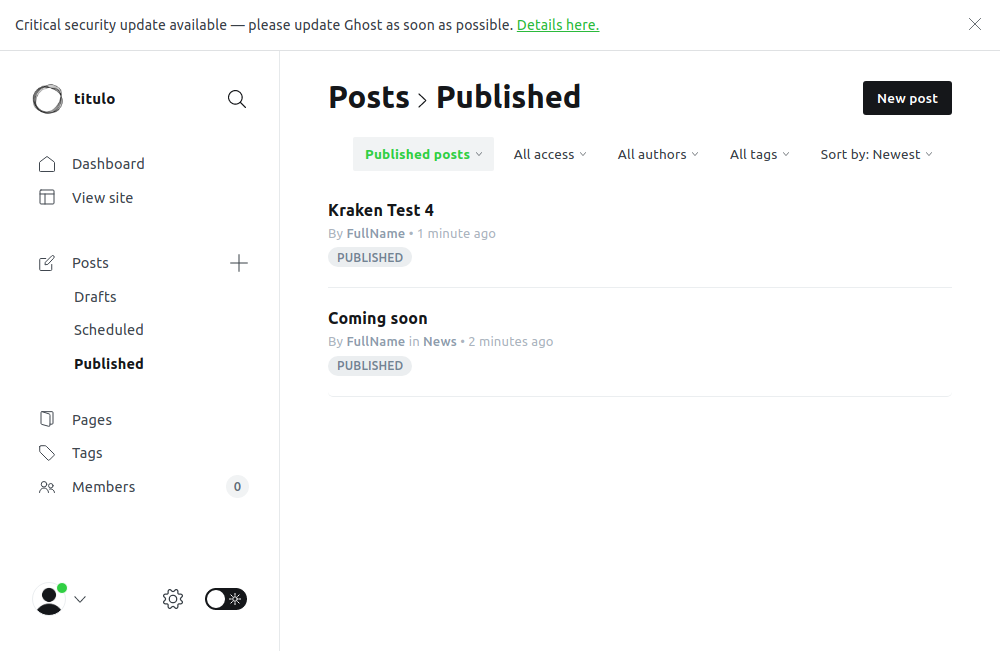 Critical security update available — please update Ghost as soon as possible. Details here.
titulo
Dashboard
View site
Posts
Drafts
Scheduled
Published
Pages
Tags
Members 0
Posts › Published
New post
Published posts All access All authors All tags Sort by: Newest
Kraken Test 4
By FullName • 1 minute ago
PUBLISHED
Coming soon
By FullName in News • 2 minutes ago
PUBLISHED